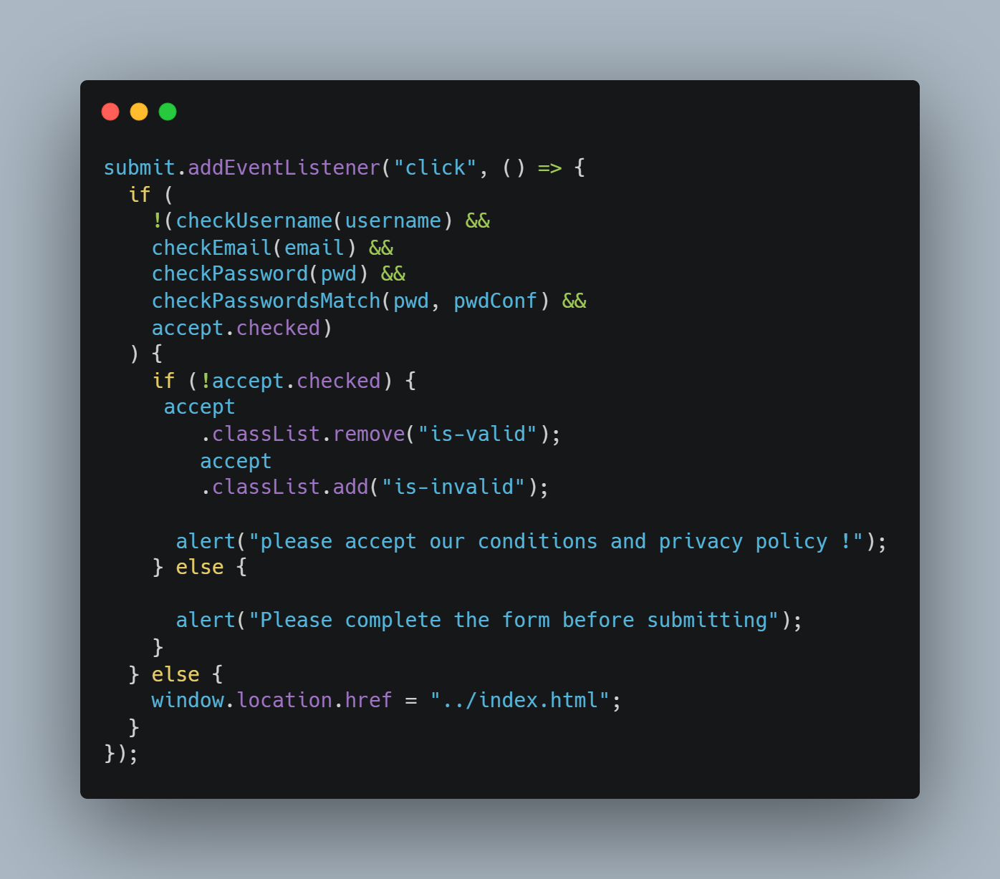 submit.addEventListener("click", () => {
  if (
    !(checkUsername(username) &&
    checkEmail(email) &&
    checkPassword(pwd) &&
    checkPasswordsMatch(pwd, pwdConf) &&
    accept.checked)
  ) {
    if (!accept.checked) {
     accept
        .classList.remove("is-valid");
        accept
        .classList.add("is-invalid");

      alert("please accept our conditions and privacy policy !");
    } else {

      alert("Please complete the form before submitting");
    }
  } else {
    window.location.href = "../index.html";
  }
});